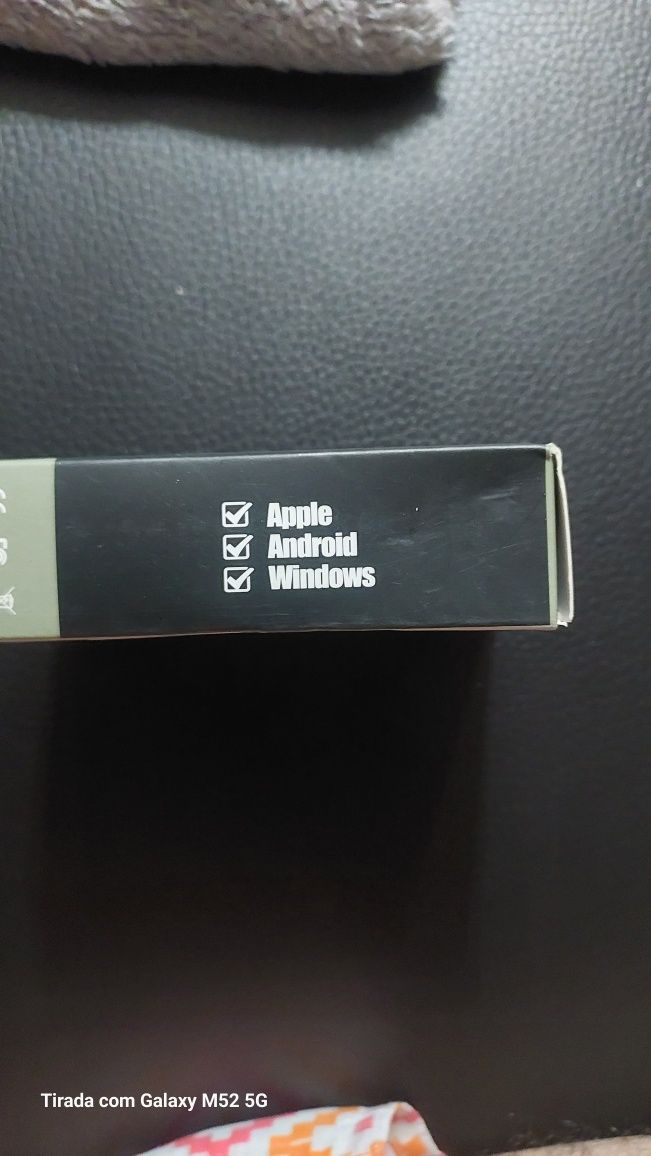 Apple
Android
Windows
Tirada com Galaxy M52 5G